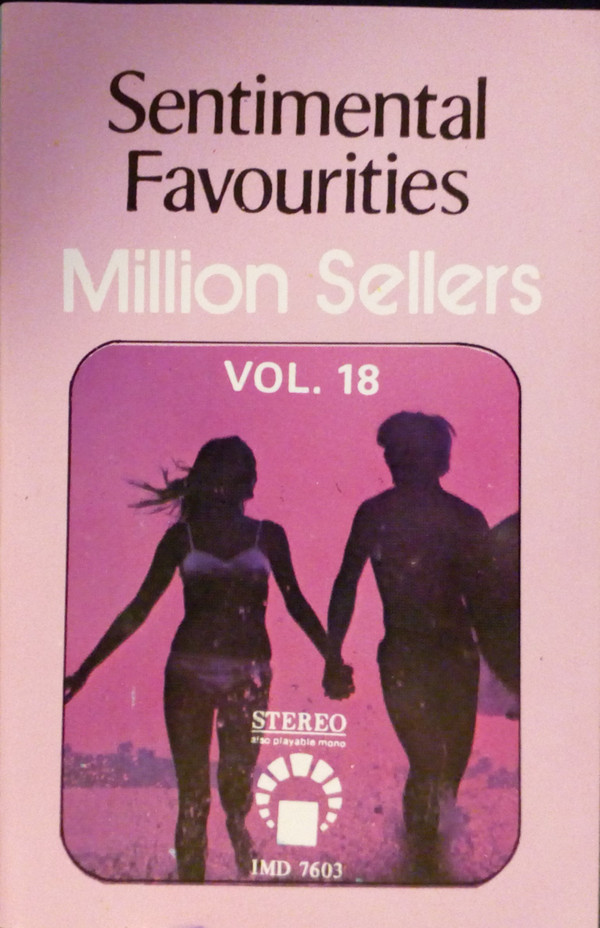 Sentimental
Favourities
Million Sellers
VOL. 18
STEREO
also playable mono
IMD 7603